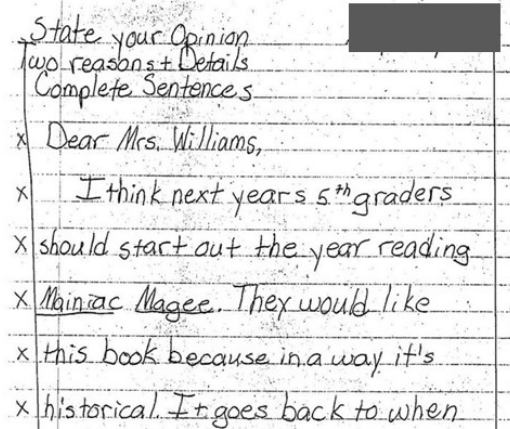 State your Opinion
Two reasons + Details
Complete Sentences
x Dear Mrs. Williams,
x I think next years 5th graders
x should start out the year reading
x Mainiac Magee. They would like
x this book because in a way it's
x historical. It goes back to when